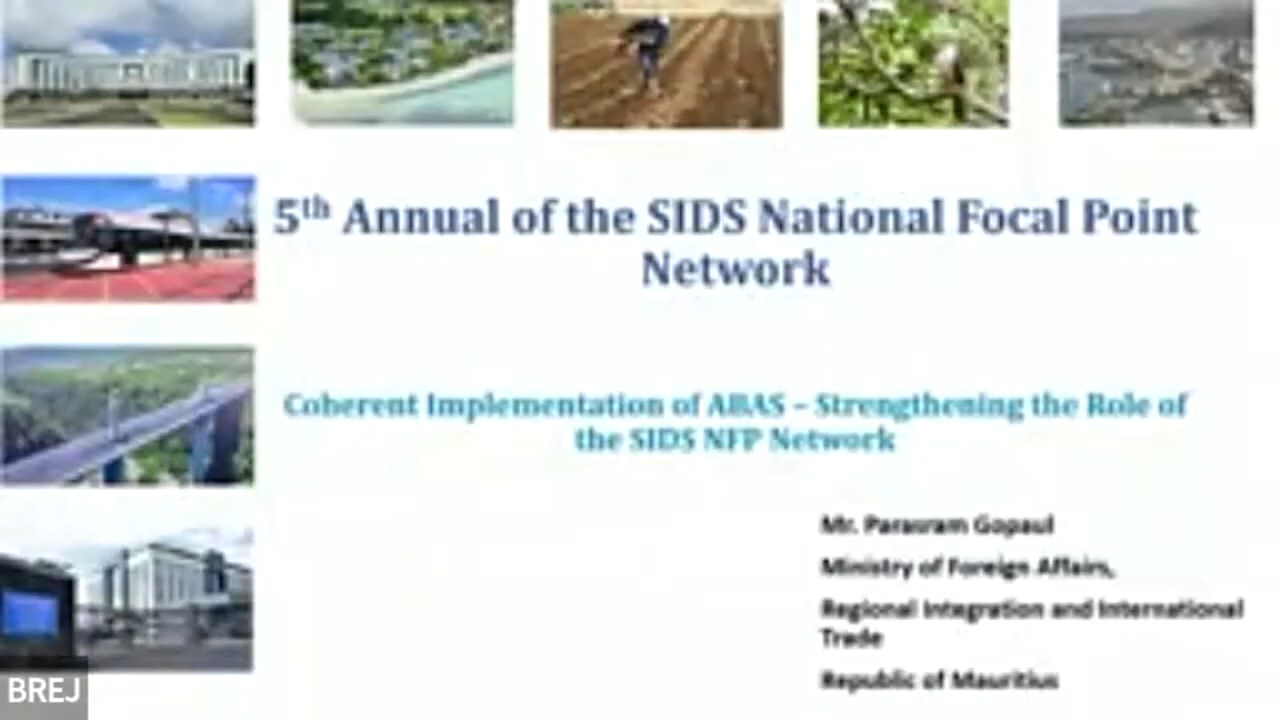 5th Annual of the SIDS National Focal Point
Network
Coherent Implementation of ABAS – Strengthening the Role of
the SIDS NFP Network
Mr. Parasram Gopaul
Ministry of Foreign Affairs,
Regional Integration and International
Trade
Republic of Mauritius
BREJ